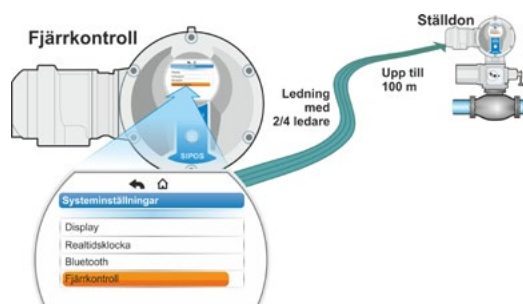 Fjärrkontroll
Ställdon
Upp till
100 m
Ledning
med
2/4 ledare
SIPOS
Systeminställningar
Display
Realtidsklocka
Bluetooth
Fjärrkontroll